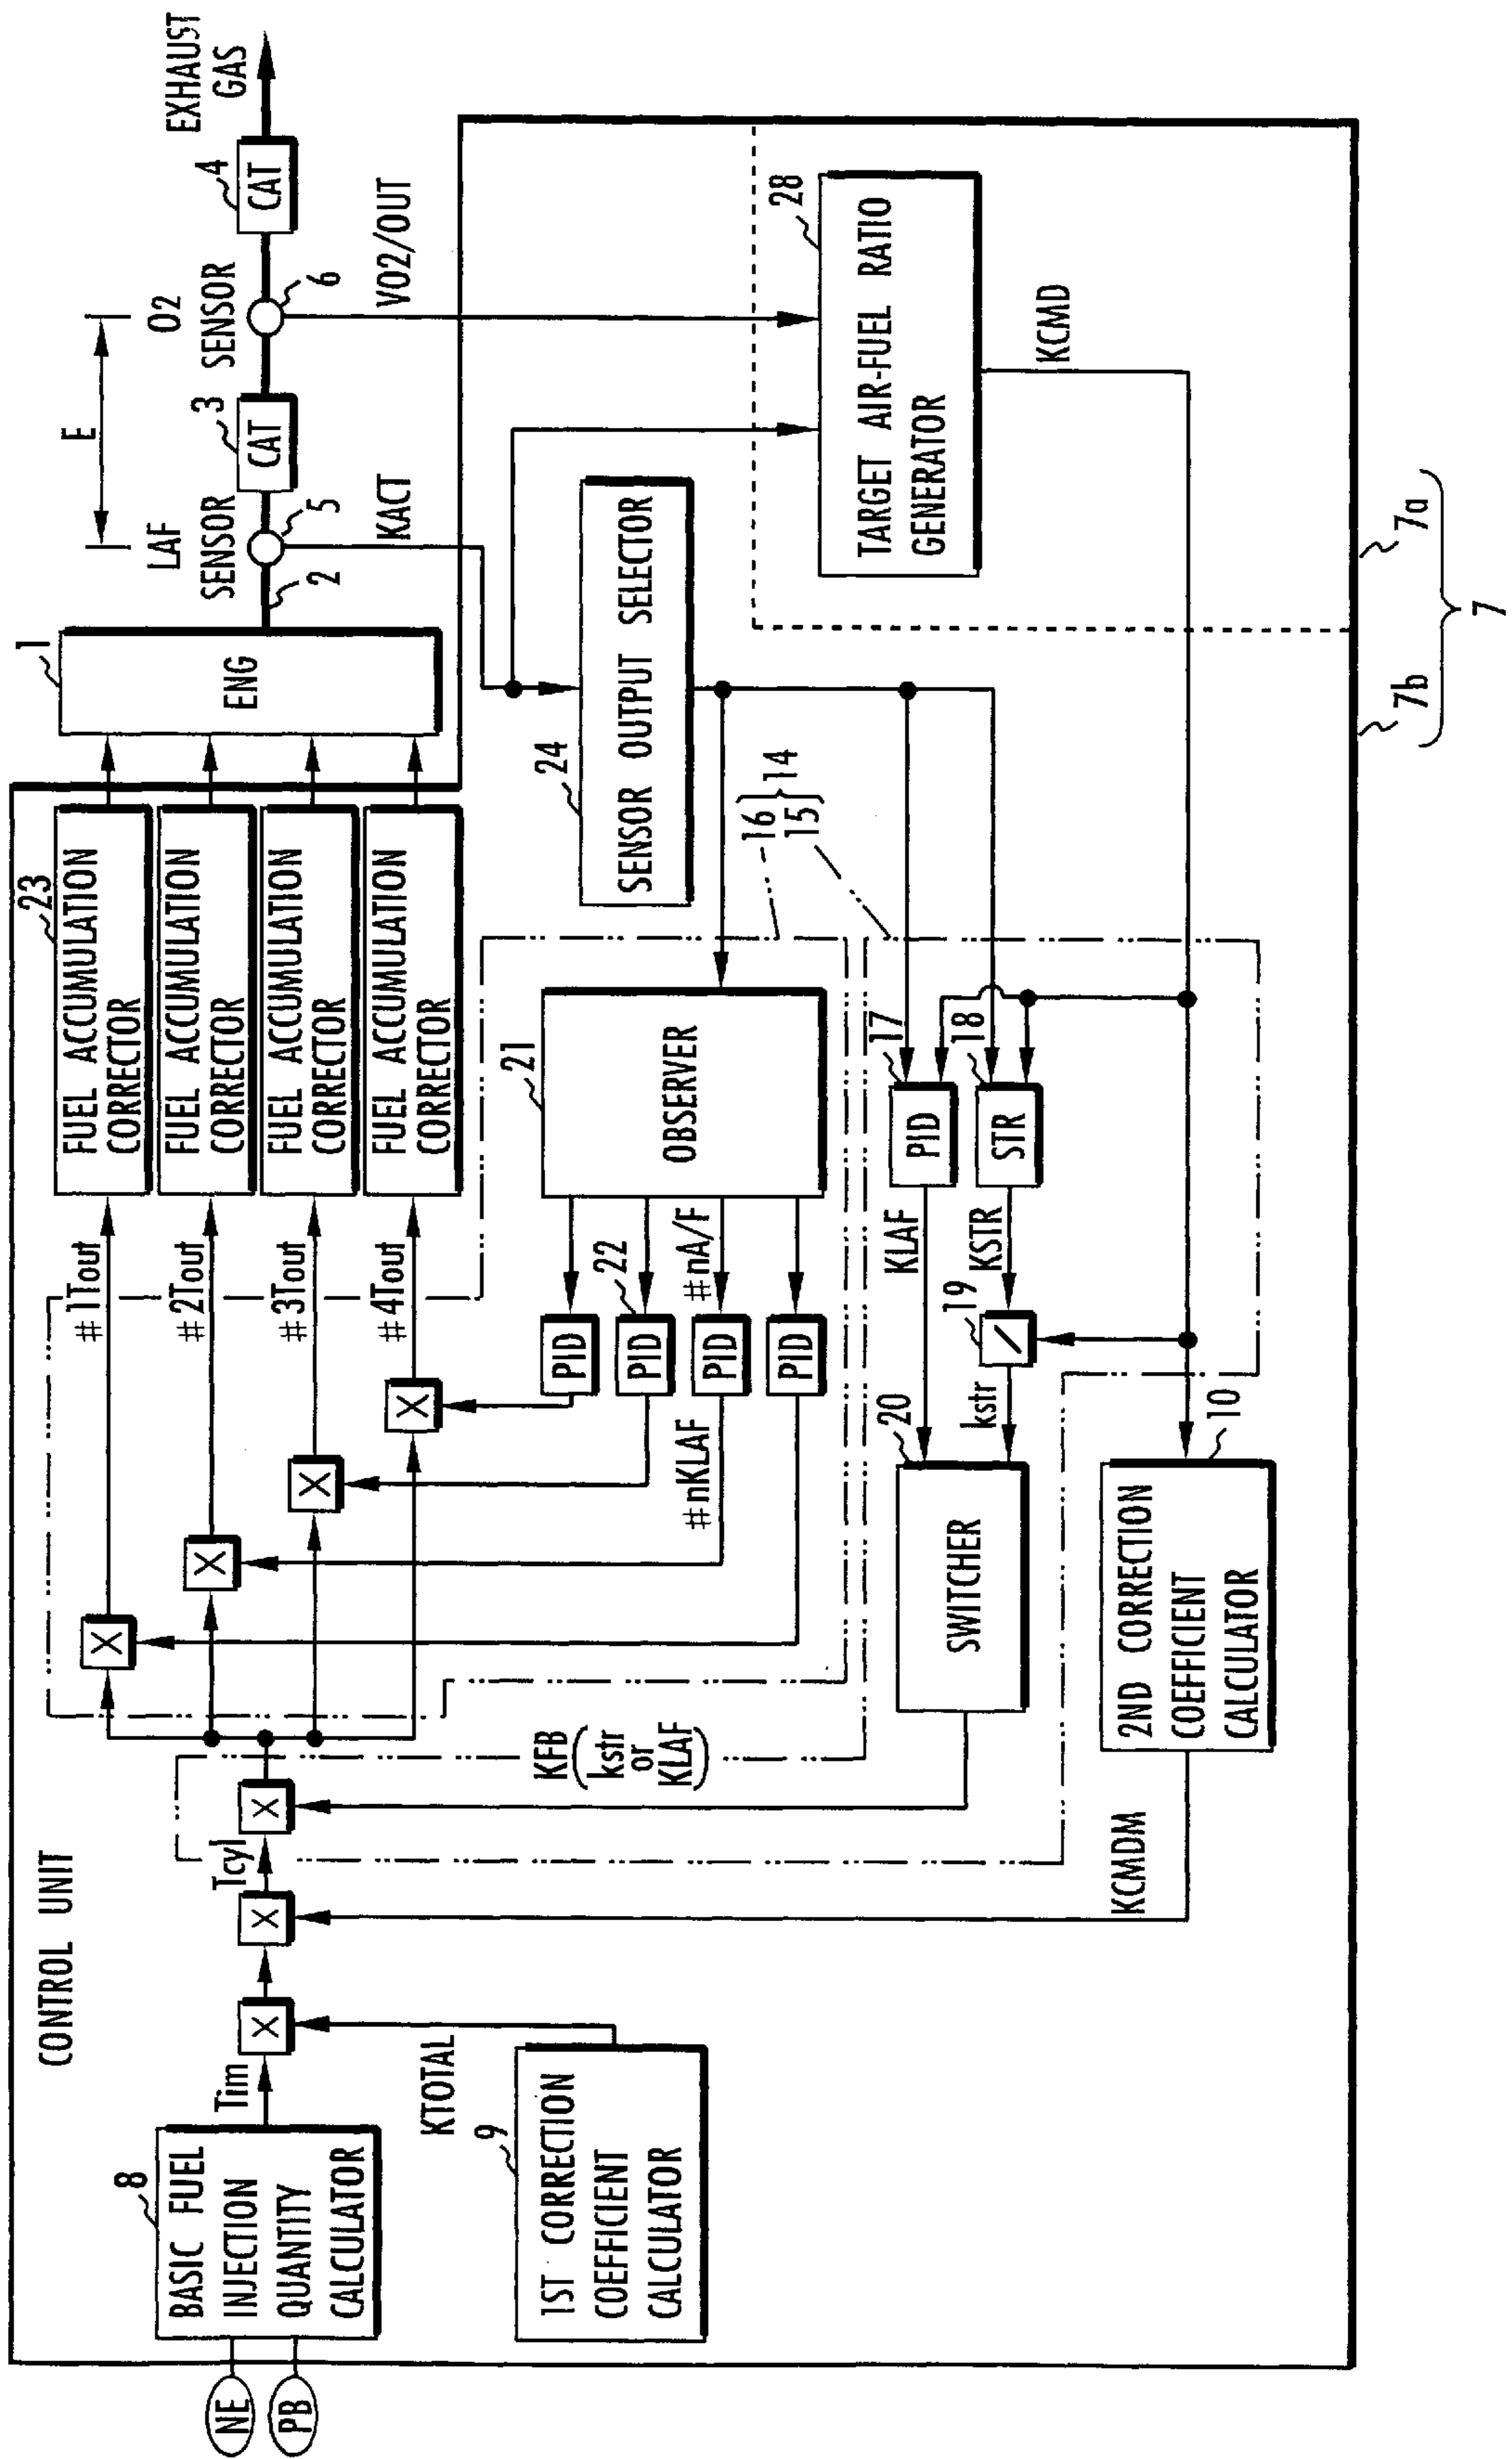 CONTROL UNIT
NE
PB
8
BASIC FUEL
INJECTION
QUANTITY
CALCULATOR
Tim
X
KTOTAL
9
1ST CORRECTION
COEFFICIENT
CALCULATOR
X
Tcyl
X
KCMDM
KFB
(kstr
or
KLAF)
X
X
X
X
#1Tout
#2Tout
#3Tout
#4Tout
23
FUEL ACCUMULATION
CORRECTOR
FUEL ACCUMULATION
CORRECTOR
FUEL ACCUMULATION
CORRECTOR
FUEL ACCUMULATION
CORRECTOR
1
ENG
2
LAF
SENSOR
5
E
3
CAT
O2
SENSOR
6
4
CAT
EXHAUST
GAS
KACT
VO2/OUT
24
SENSOR OUTPUT SELECTOR
28
TARGET AIR-FUEL RATIO
GENERATOR
KCMD
16
15
14
21
OBSERVER
PID
22
PID
#nA/F
PID
PID
#nKLAF
17
PID
18
STR
KLAF
KSTR
19
/
kstr
20
SWITCHER
10
2ND CORRECTION
COEFFICIENT
CALCULATOR
7b
7a
7